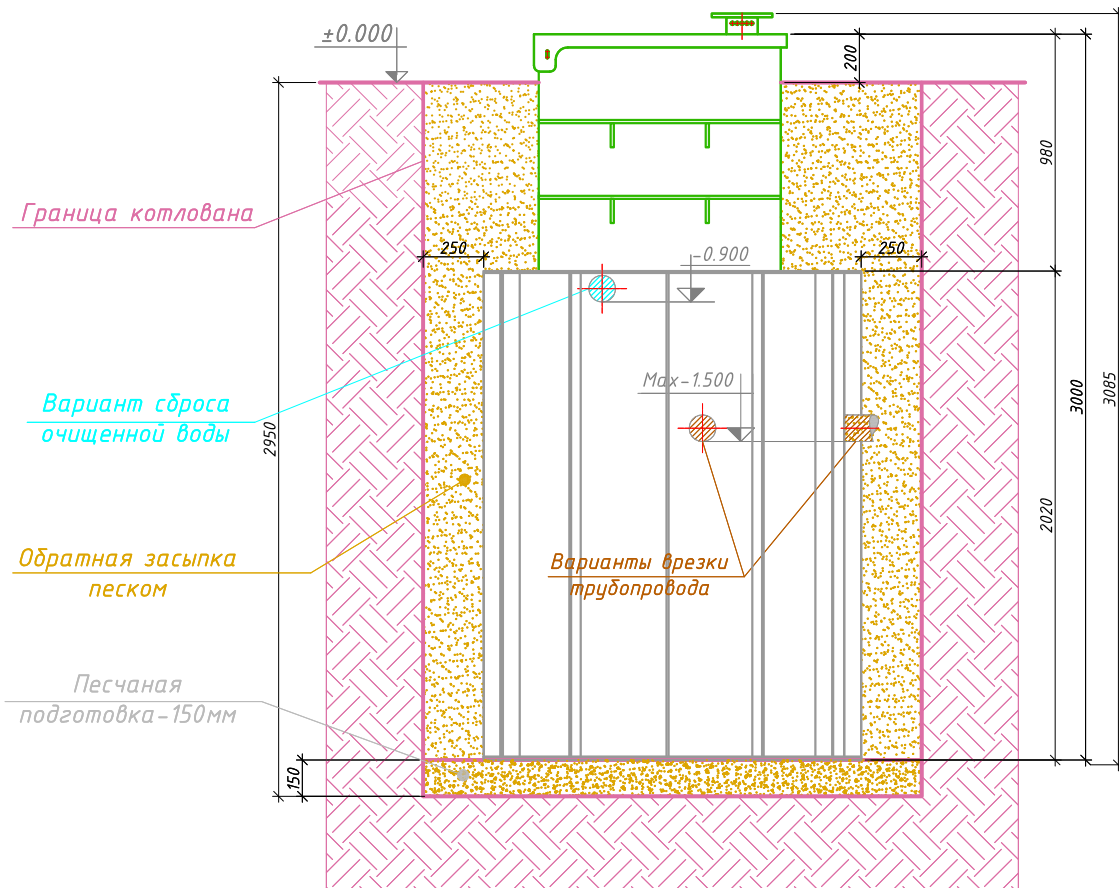 ±0.000
200
980
Граница котлована
250
-0.900
250
Max-1.500
Вариант сброса
очищенной воды
2950
3000
3085
2020
Обратная засыпка
песком
Варианты врезки
трубопровода
Песчаная
подготовка-150мм
150